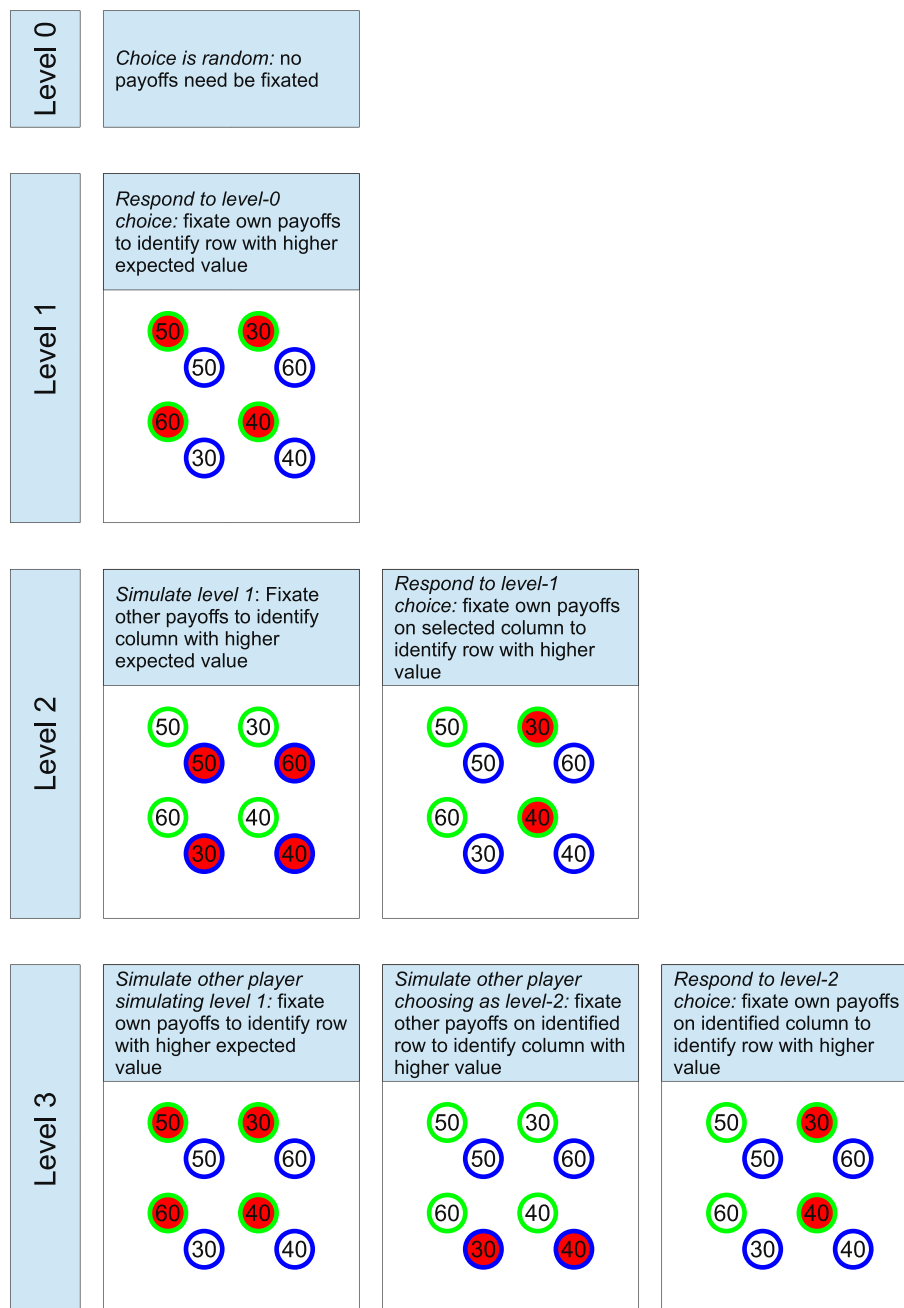 Level 0
Choice is random: no
payoffs need be fixated
Level 1
Respond to level-0
choice: fixate own payoffs
to identify row with higher
expected value
50 30
50 60
60 40
30 40
Level 2
Simulate level 1: Fixate
other payoffs to identify
column with higher
expected value
50 30
50 60
60 40
30 40
Respond to level-1
choice: fixate own payoffs
on selected column to
identify row with higher
value
50 30
50 60
60 40
30 40
Level 3
Simulate other player
simulating level 1: fixate
own payoffs to identify row
with higher expected
value
50 30
50 60
60 40
30 40
Simulate other player
choosing as level-2: fixate
other payoffs on identified
row to identify column with
higher value
50 30
50 60
60 40
30 40
Respond to level-2
choice: fixate own payoffs
on identified column to
identify row with higher
value
50 30
50 60
60 40
30 40